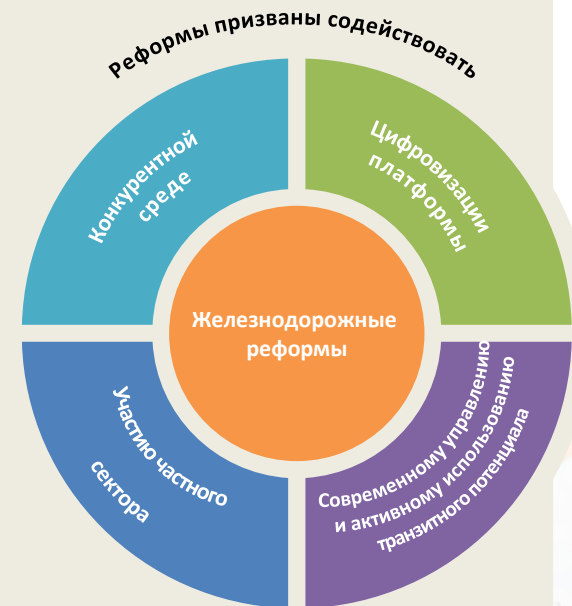 Реформы призваны содействовать
Конкурентной
среде
Цифровизации
платформы
Железнодорожные
реформы
Участию частного
сектора
Современному управлению
и активному использованию
транзитного потенциала